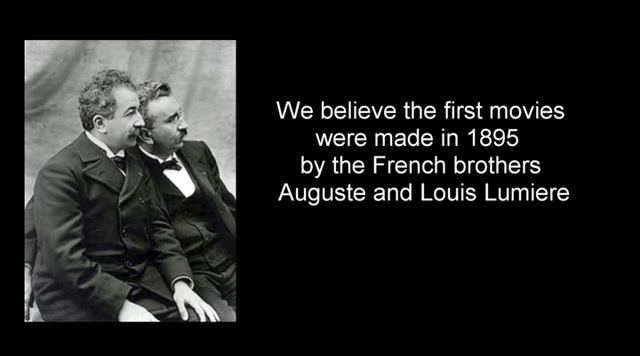 We believe the first movies
were made in 1895
by the French brothers
Auguste and Louis Lumiere